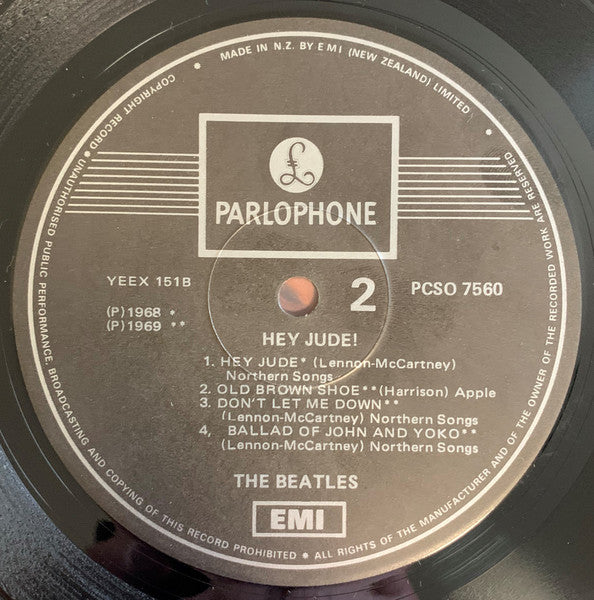 MADE IN N.Z. BY EMI (NEW ZEALAND) LIMITED
COPYRIGHT RECORD ● UNAUTHORISED PUBLIC PERFORMANCE, BROADCASTING AND COPYING OF THIS RECORD PROHIBITED ● ALL RIGHTS OF THE MANUFACTURER AND OF THE OWNER OF THE RECORDED WORK ARE RESERVED
£
PARLOPHONE
YEEX 151B
2
PCSO 7560
(P)1968 *
(P)1969 **
HEY JUDE!
1. HEY JUDE* (Lennon-McCartney)
Northern Songs
2. OLD BROWN SHOE**(Harrison) Apple
3. DON'T LET ME DOWN**
(Lennon-McCartney) Northern Songs
4, BALLAD OF JOHN AND YOKO**
(Lennon-McCartney) Northern Songs
THE BEATLES
EMI